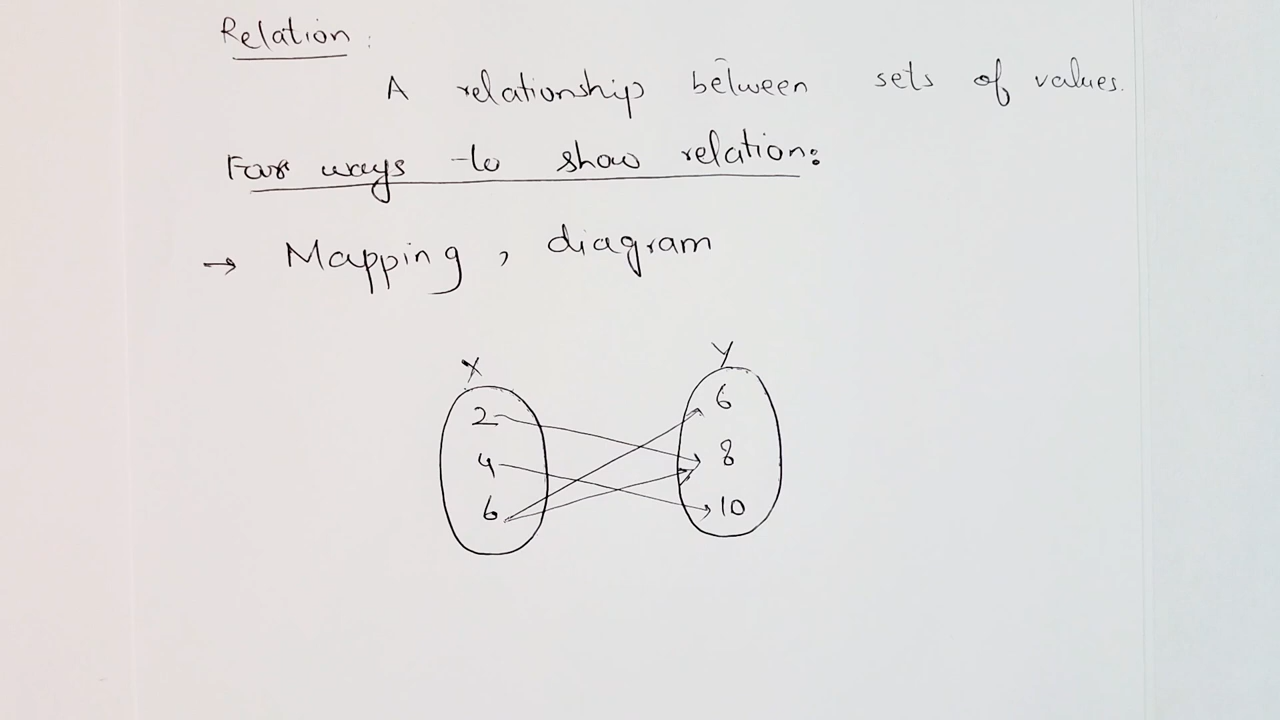 Relation:
A relationship between sets of values.
Four ways to show relation:
→ Mapping, diagram
X Y
2 6
4 8
6 10